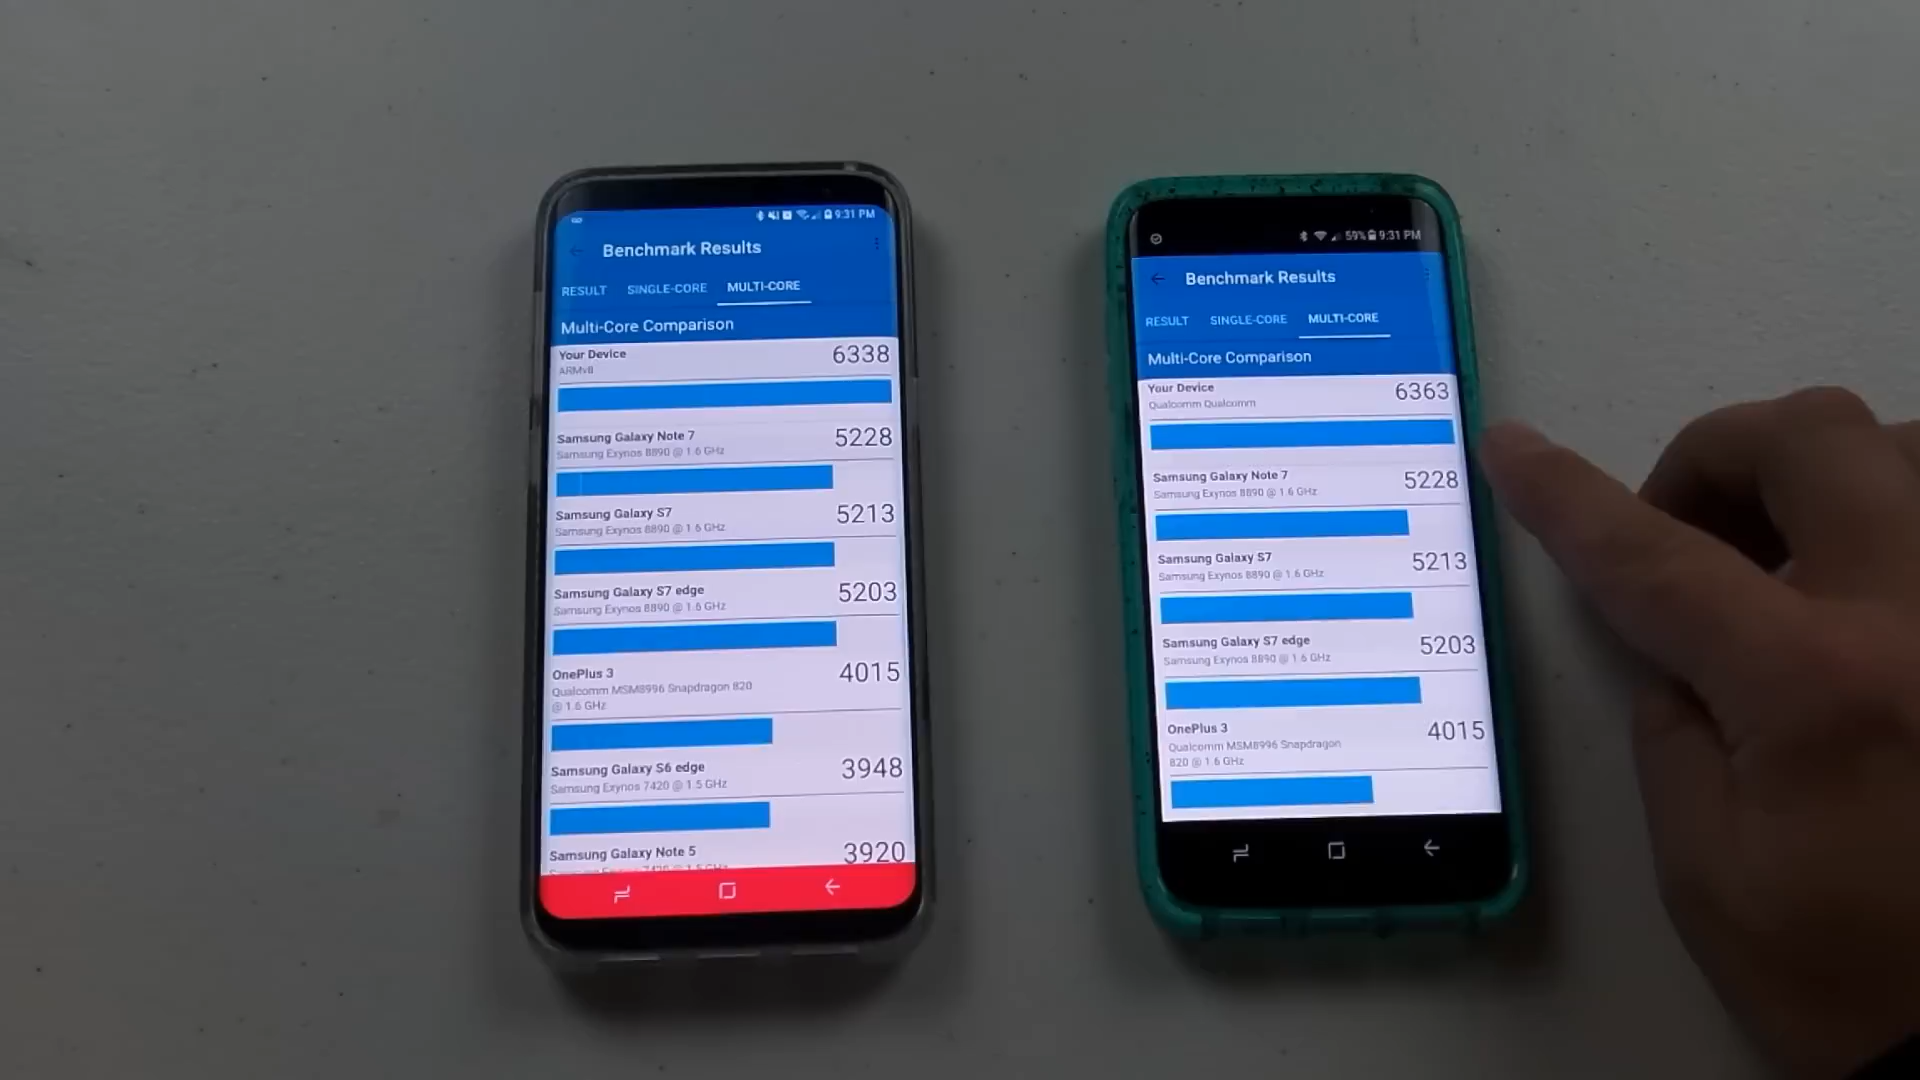 9:31 PM
Benchmark Results
RESULT SINGLE-CORE MULTI-CORE
Multi-Core Comparison
Your Device 6338
ARMv8
Samsung Galaxy Note 7 5228
Samsung Exynos 8890 @ 1.6 GHz
Samsung Galaxy S7 5213
Samsung Exynos 8890 @ 1.6 GHz
Samsung Galaxy S7 edge 5203
Samsung Exynos 8890 @ 1.6 GHz
OnePlus 3 4015
Qualcomm MSM8996 Snapdragon 820
@ 1.6 GHz
Samsung Galaxy S6 edge 3948
Samsung Exynos 7420 @ 1.5 GHz
Samsung Galaxy Note 5 3920
Samsung Exynos 7420 @ 1.5 GHz
59% 9:31 PM
Benchmark Results
RESULT SINGLE-CORE MULTI-CORE
Multi-Core Comparison
Your Device 6363
Qualcomm Qualcomm
Samsung Galaxy Note 7 5228
Samsung Exynos 8890 @ 1.6 GHz
Samsung Galaxy S7 5213
Samsung Exynos 8890 @ 1.6 GHz
Samsung Galaxy S7 edge 5203
Samsung Exynos 8890 @ 1.6 GHz
OnePlus 3 4015
Qualcomm MSM8996 Snapdragon
820 @ 1.6 GHz